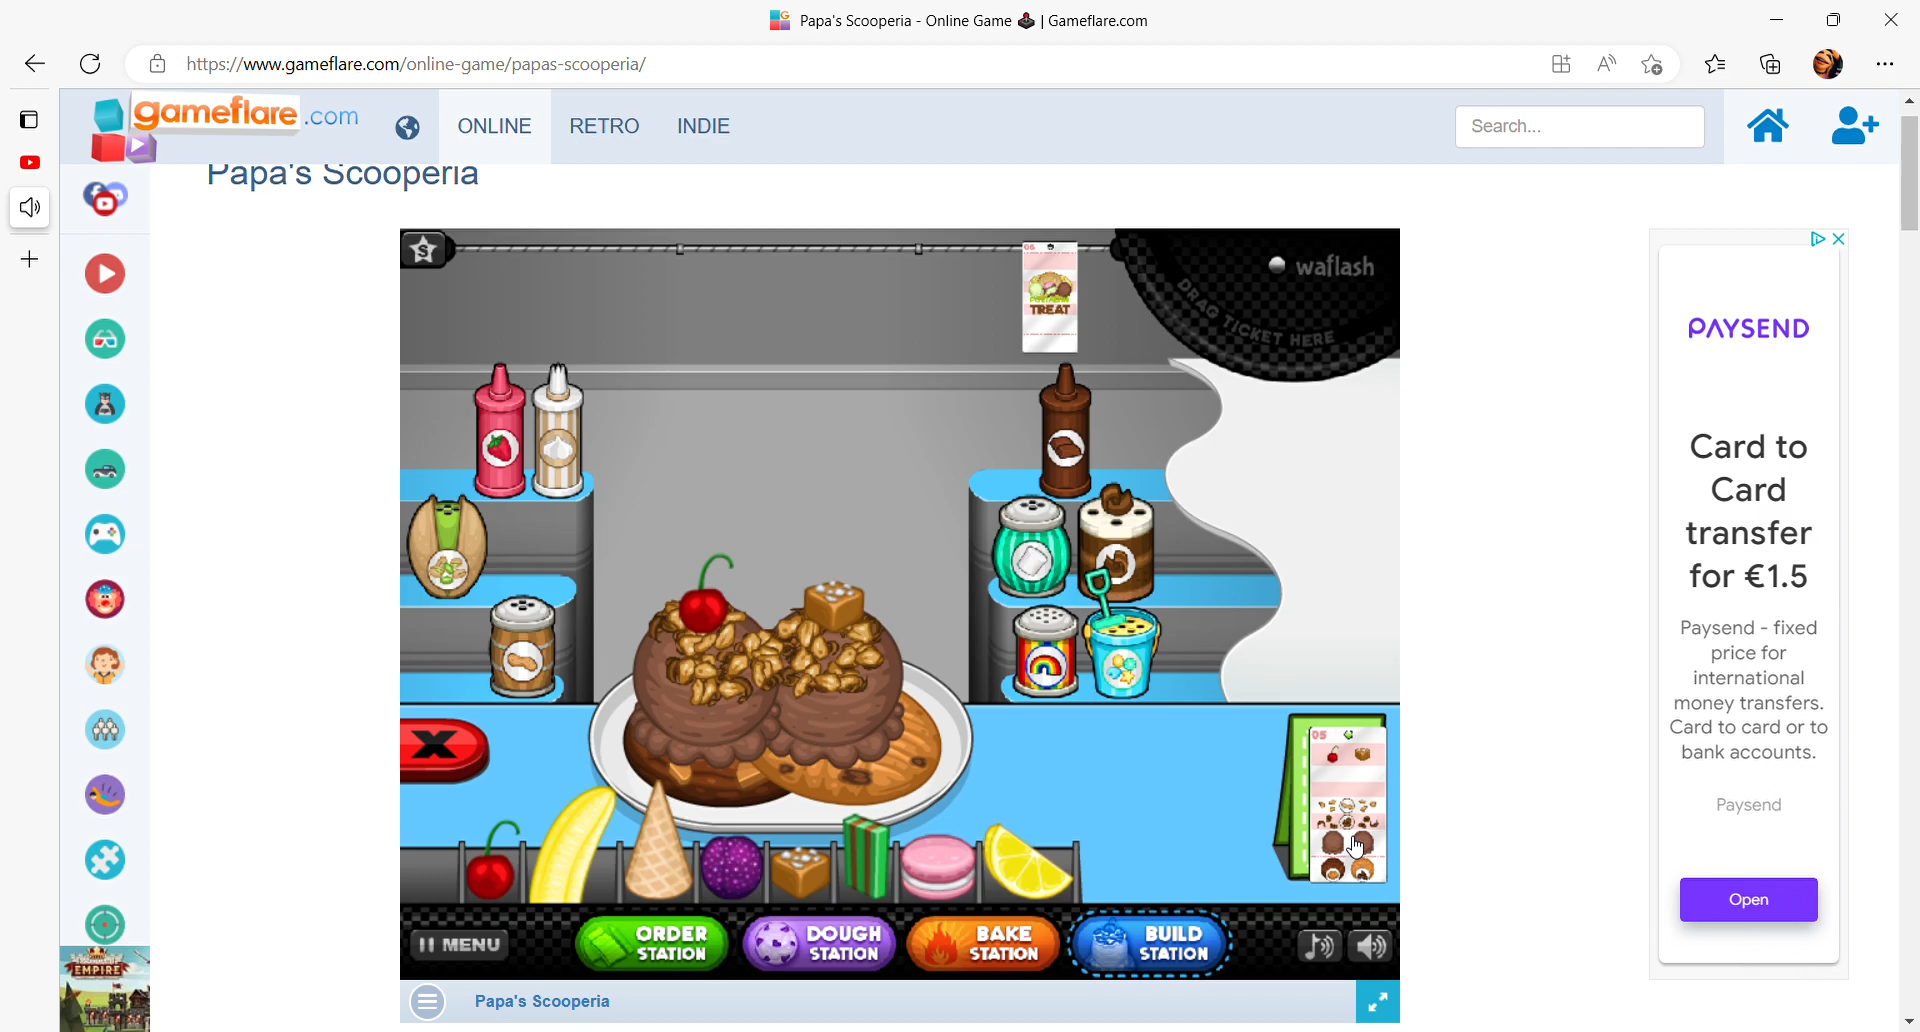 Papa's Scooperia - Online Game 🕹 | Gameflare.com
https://www.gameflare.com/online-game/papas-scooperia/
gameflare.com
ONLINE
RETRO
INDIE
Search...
Papa's Scooperia
S
06
TREAT
waflash
DRAG TICKET HERE
05
MENU
ORDER STATION
DOUGH STATION
BAKE STATION
BUILD STATION
Papa's Scooperia
EMPIRE
PAYSEND
Card to
Card
transfer
for €1.5
Paysend - fixed
price for
international
money transfers.
Card to card or to
bank accounts.
Paysend
Open